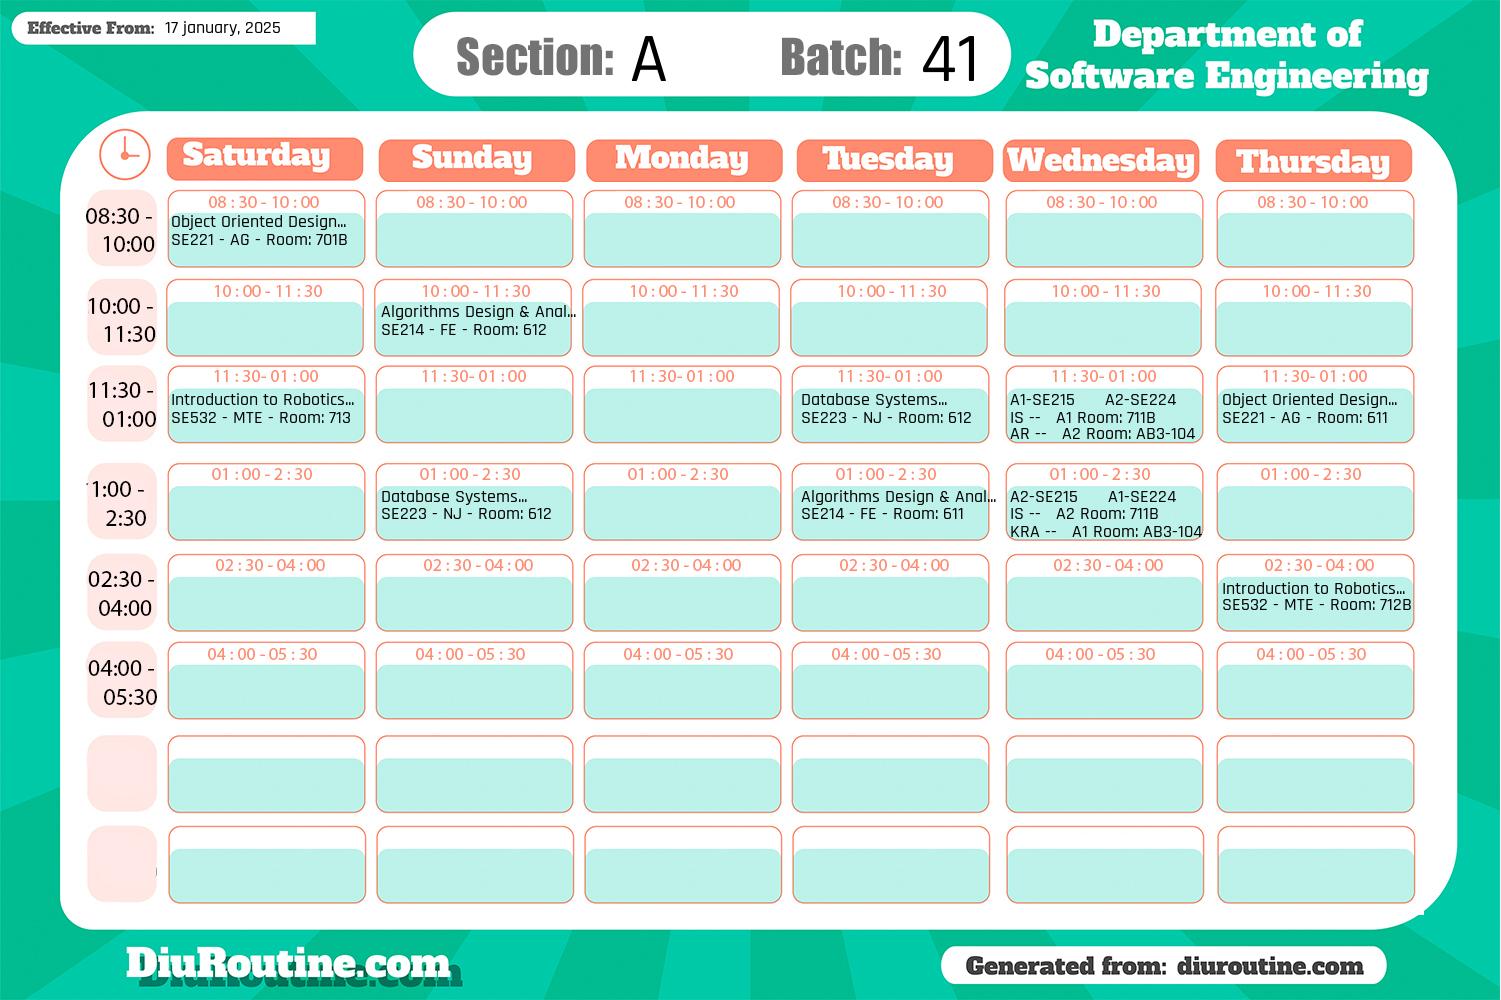 Effective From: 17 january, 2025
Section: A Batch: 41
Department of
Software Engineering
Saturday Sunday Monday Tuesday Wednesday Thursday
08:30 -
10:00
08 : 30 - 10 : 00
Object Oriented Design...
SE221 - AG - Room: 701B
08 : 30 - 10 : 00
08 : 30 - 10 : 00
08 : 30 - 10 : 00
08 : 30 - 10 : 00
08 : 30 - 10 : 00
10:00 -
11:30
10 : 00 - 11 : 30
10 : 00 - 11 : 30
Algorithms Design & Anal...
SE214 - FE - Room: 612
10 : 00 - 11 : 30
10 : 00 - 11 : 30
10 : 00 - 11 : 30
10 : 00 - 11 : 30
11:30 -
01:00
11 : 30- 01 : 00
Introduction to Robotics...
SE532 - MTE - Room: 713
11 : 30- 01 : 00
11 : 30- 01 : 00
11 : 30- 01 : 00
Database Systems...
SE223 - NJ - Room: 612
11 : 30- 01 : 00
A1-SE215 A2-SE224
IS -- A1 Room: 711B
AR -- A2 Room: AB3-104
11 : 30- 01 : 00
Object Oriented Design...
SE221 - AG - Room: 611
1:00 -
2:30
01 : 00 - 2 : 30
01 : 00 - 2 : 30
Database Systems...
SE223 - NJ - Room: 612
01 : 00 - 2 : 30
01 : 00 - 2 : 30
Algorithms Design & Anal...
SE214 - FE - Room: 611
01 : 00 - 2 : 30
A2-SE215 A1-SE224
IS -- A2 Room: 711B
KRA -- A1 Room: AB3-104
01 : 00 - 2 : 30
02:30 -
04:00
02 : 30 - 04 : 00
02 : 30 - 04 : 00
02 : 30 - 04 : 00
02 : 30 - 04 : 00
02 : 30 - 04 : 00
02 : 30 - 04 : 00
Introduction to Robotics...
SE532 - MTE - Room: 712B
04:00 -
05:30
04 : 00 - 05 : 30
04 : 00 - 05 : 30
04 : 00 - 05 : 30
04 : 00 - 05 : 30
04 : 00 - 05 : 30
04 : 00 - 05 : 30
DiuRoutine.com
Generated from: diuroutine.com